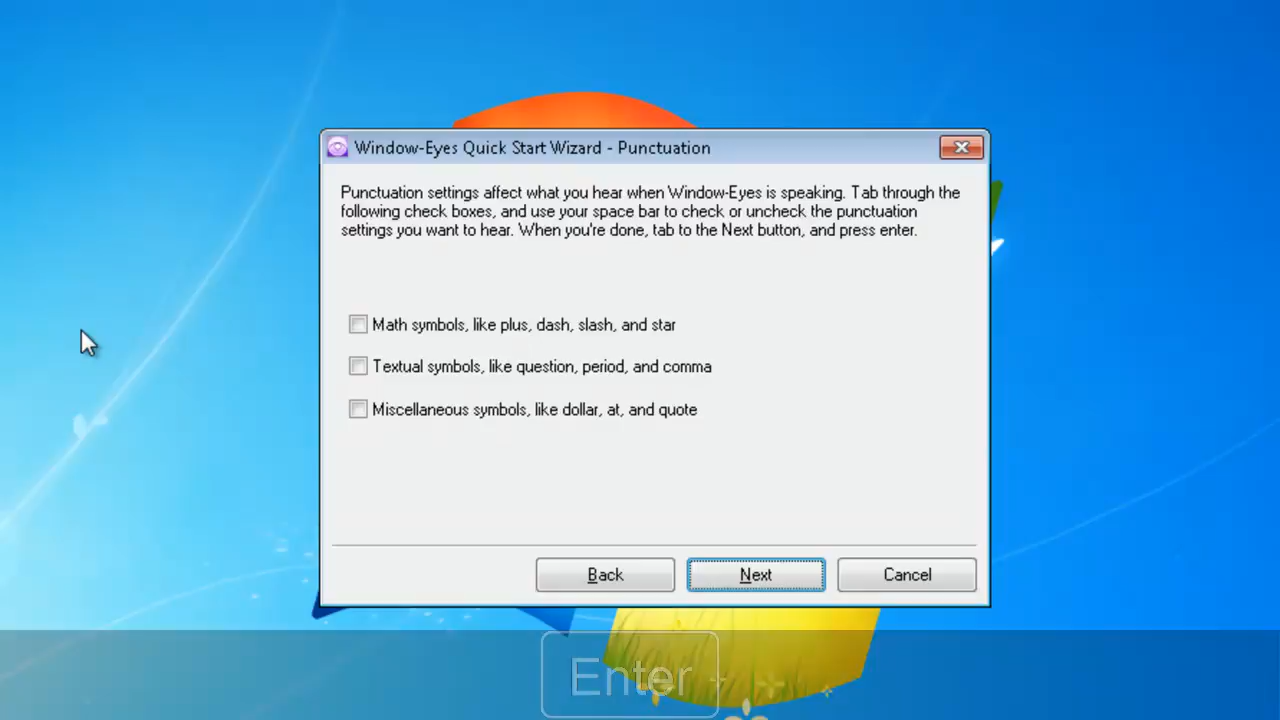 Window-Eyes Quick Start Wizard - Punctuation
Punctuation settings affect what you hear when Window-Eyes is speaking. Tab through the
following check boxes, and use your space bar to check or uncheck the punctuation
settings you want to hear. When you're done, tab to the Next button, and press enter.
Math symbols, like plus, dash, slash, and star
Textual symbols, like question, period, and comma
Miscellaneous symbols, like dollar, at, and quote
Back Next Cancel
Enter